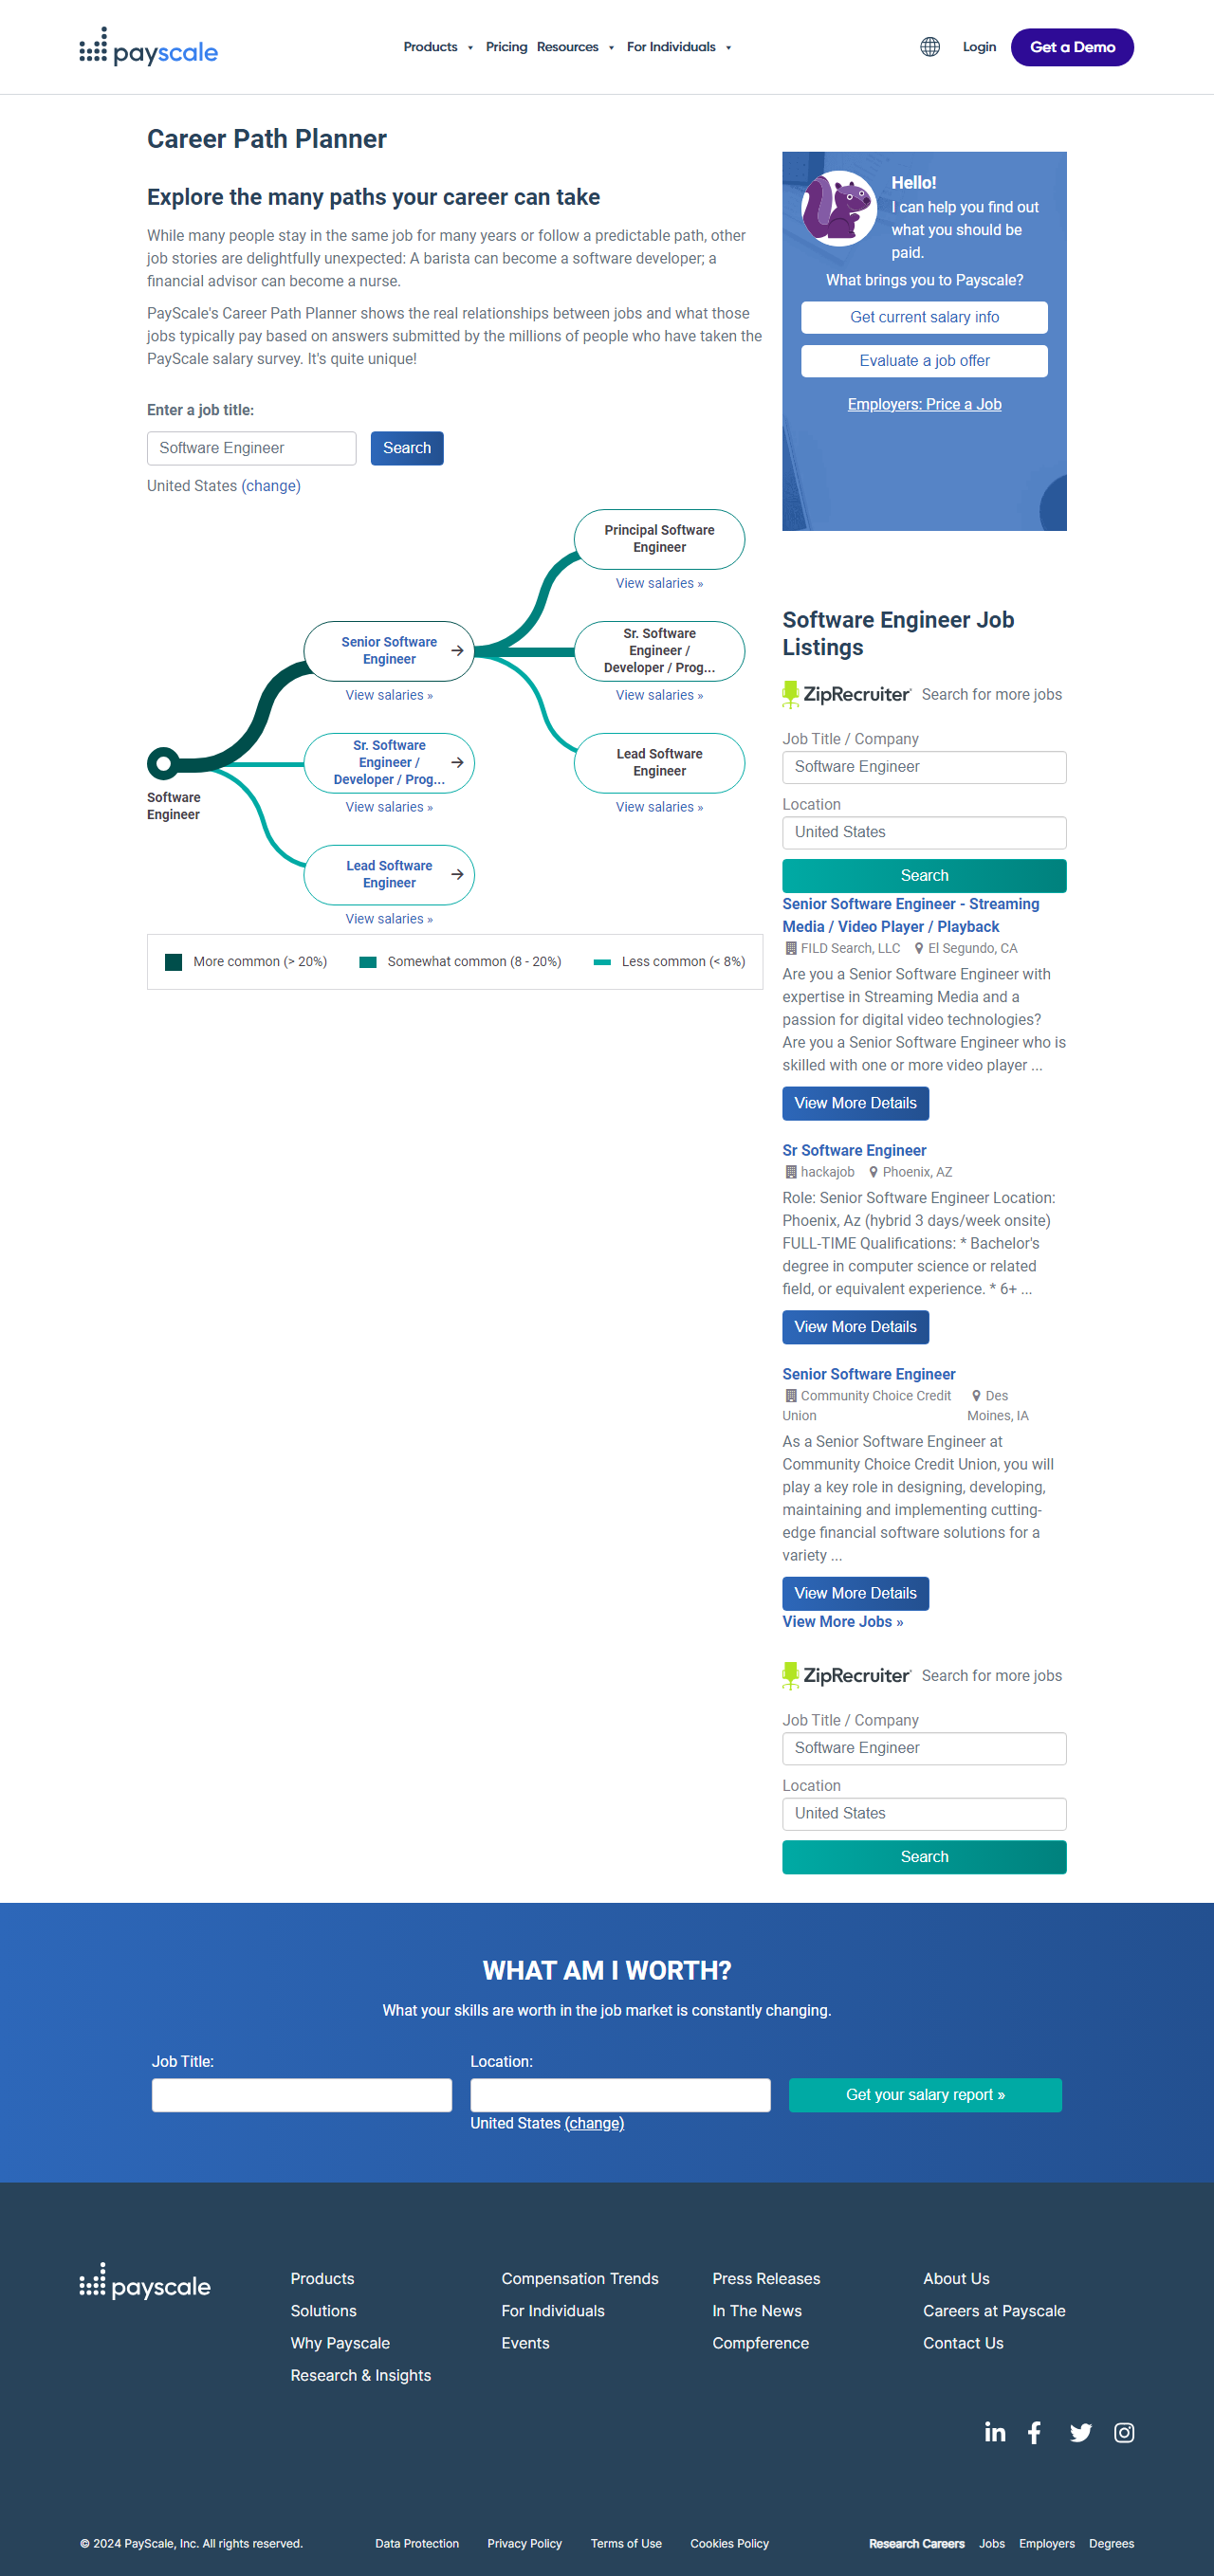 payscale
Products
Pricing
Resources
For Individuals
Login
Get a Demo
Career Path Planner
Explore the many paths your career can take
While many people stay in the same job for many years or follow a predictable path, other
job stories are delightfully unexpected: A barista can become a software developer; a
financial advisor can become a nurse.
PayScale's Career Path Planner shows the real relationships between jobs and what those
jobs typically pay based on answers submitted by the millions of people who have taken the
PayScale salary survey. It's quite unique!
Enter a job title:
Software Engineer
Search
United States (change)
Software
Engineer
Senior Software
Engineer
View salaries »
Sr. Software
Engineer /
Developer / Prog...
View salaries »
Lead Software
Engineer
View salaries »
Principal Software
Engineer
View salaries »
Sr. Software
Engineer /
Developer / Prog...
View salaries »
Lead Software
Engineer
View salaries »
More common (> 20%)
Somewhat common (8 - 20%)
Less common (< 8%)
Hello!
I can help you find out
what you should be
paid.
What brings you to Payscale?
Get current salary info
Evaluate a job offer
Employers: Price a Job
Software Engineer Job
Listings
ZipRecruiter
Search for more jobs
Job Title / Company
Software Engineer
Location
United States
Search
Senior Software Engineer - Streaming
Media / Video Player / Playback
FILD Search, LLC
El Segundo, CA
Are you a Senior Software Engineer with
expertise in Streaming Media and a
passion for digital video technologies?
Are you a Senior Software Engineer who is
skilled with one or more video player ...
View More Details
Sr Software Engineer
hackajob
Phoenix, AZ
Role: Senior Software Engineer Location:
Phoenix, Az (hybrid 3 days/week onsite)
FULL-TIME Qualifications: * Bachelor's
degree in computer science or related
field, or equivalent experience. * 6+ ...
View More Details
Senior Software Engineer
Community Choice Credit
Union
Des
Moines, IA
As a Senior Software Engineer at
Community Choice Credit Union, you will
play a key role in designing, developing,
maintaining and implementing cutting-
edge financial software solutions for a
variety ...
View More Details
View More Jobs »
ZipRecruiter
Search for more jobs
Job Title / Company
Software Engineer
Location
United States
Search
WHAT AM I WORTH?
What your skills are worth in the job market is constantly changing.
Job Title:
Location:
United States (change)
Get your salary report »
payscale
Products
Solutions
Why Payscale
Research & Insights
Compensation Trends
For Individuals
Events
Press Releases
In The News
Compference
About Us
Careers at Payscale
Contact Us
© 2024 PayScale, Inc. All rights reserved.
Data Protection
Privacy Policy
Terms of Use
Cookies Policy
Research Careers
Jobs
Employers
Degrees